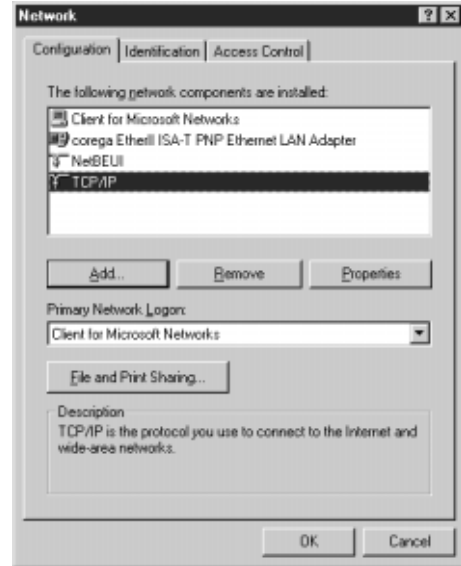 Network
Configuration Identification Access Control
The following network components are installed:
Client for Microsoft Networks
corega EtherII ISA-T PNP Ethernet LAN Adapter
NetBEUI
TCP/IP
Add... Remove Properties
Primary Network Logon:
Client for Microsoft Networks
File and Print Sharing...
Description
TCP/IP is the protocol you use to connect to the Internet and
wide-area networks.
OK Cancel